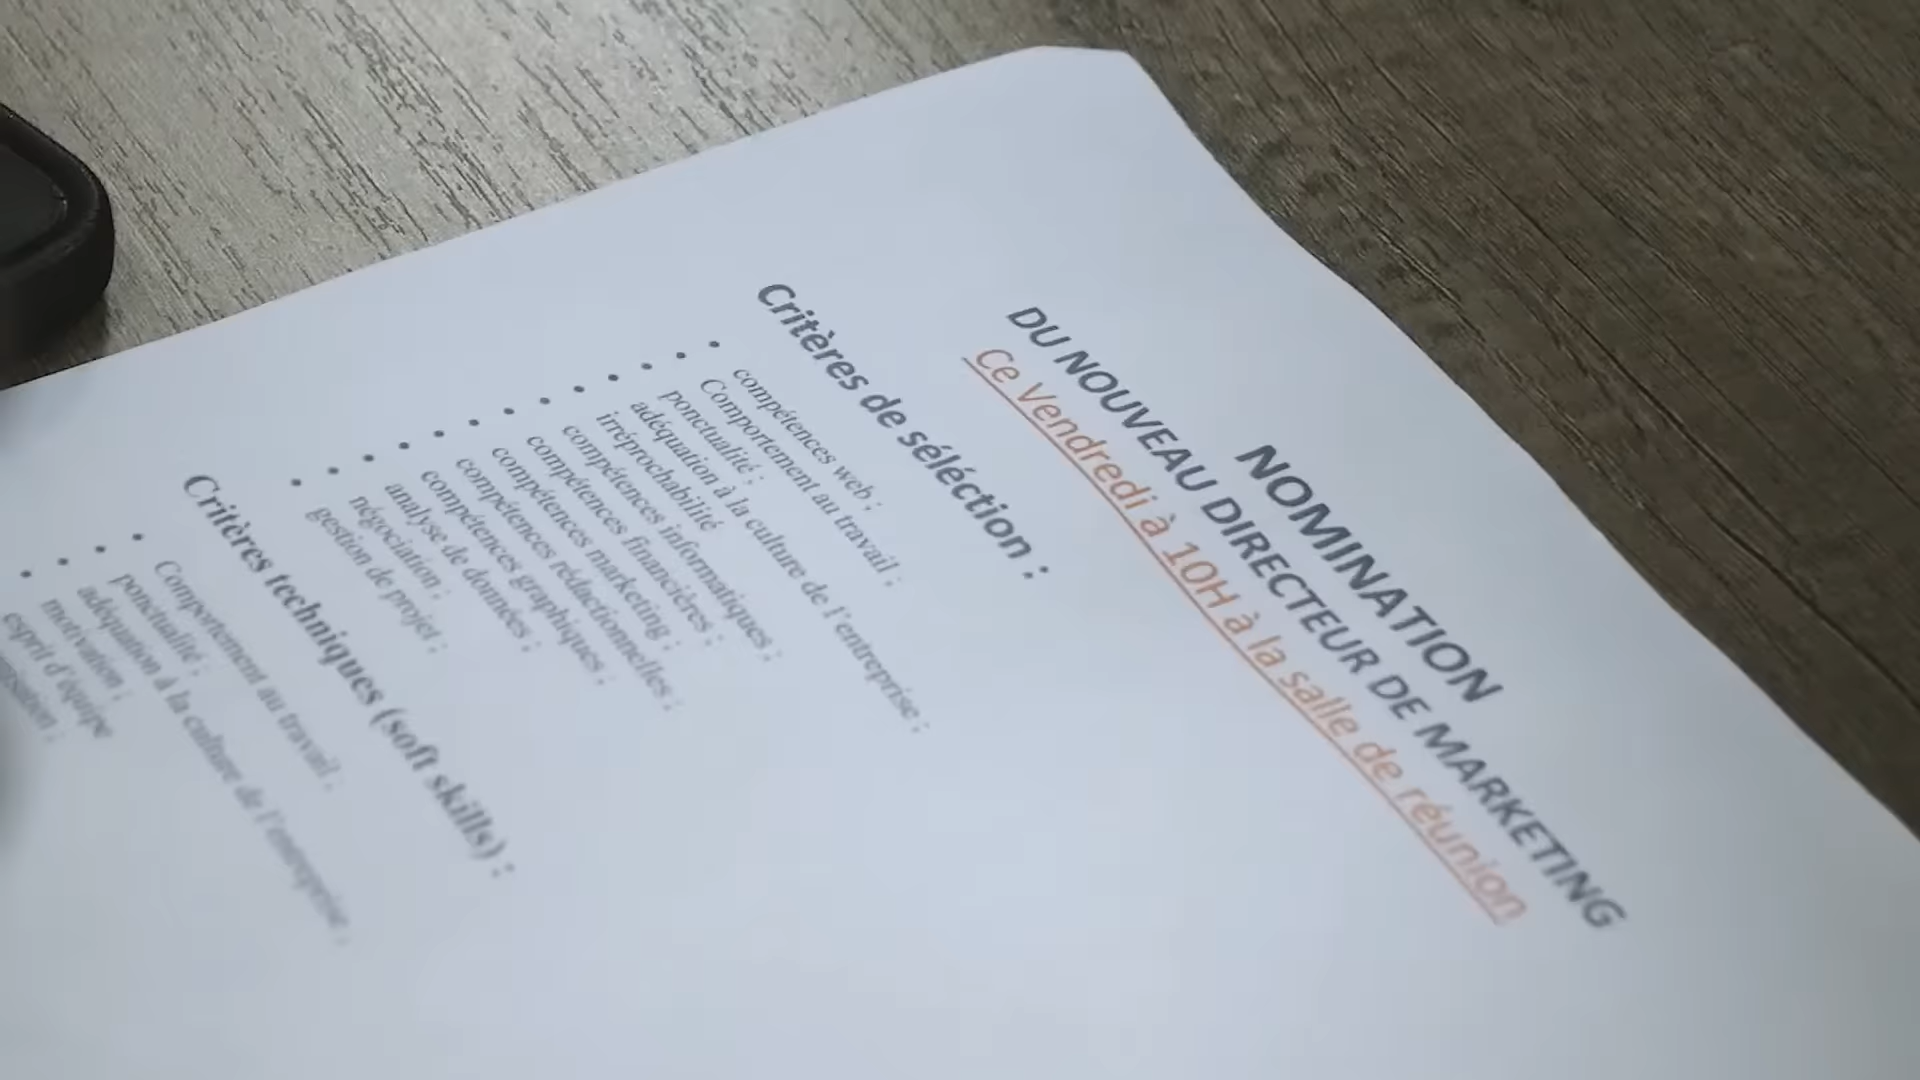 NOMINATION
DU NOUVEAU DIRECTEUR DE MARKETING
Ce Vendredi à 10H à la salle de réunion
Critères de séléction :
• compétences web ;
• Comportement au travail ;
• ponctualité ;
• adéquation à la culture de l'entreprise ;
• irréprochabilité
• compétences informatiques ;
• compétences financières ;
• compétences marketing ;
• compétences rédactionnelles ;
• compétences graphiques ;
• analyse de données ;
• négociation ;
• gestion de projet ;
Critères techniques (soft skills) :
• Comportement au travail ;
• ponctualité ;
• adéquation à la culture de l'entreprise ;
• motivation ;
esprit d'équipe